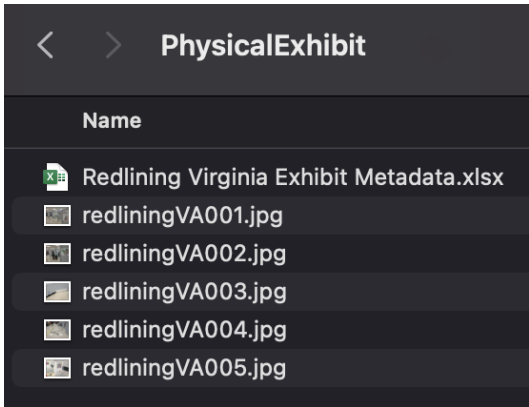 PhysicalExhibit
Name
Redlining Virginia Exhibit Metadata.xlsx
redliningVA001.jpg
redliningVA002.jpg
redliningVA003.jpg
redliningVA004.jpg
redliningVA005.jpg